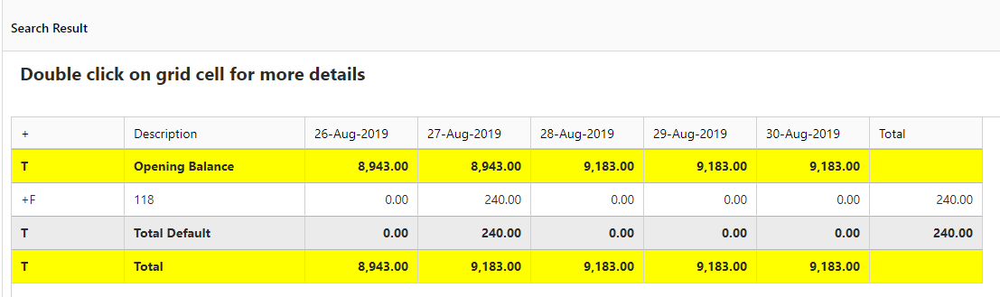 Search Result
Double click on grid cell for more details
+ Description 26-Aug-2019 27-Aug-2019 28-Aug-2019 29-Aug-2019 30-Aug-2019 Total
T Opening Balance 8,943.00 8,943.00 9,183.00 9,183.00 9,183.00
+F 118 0.00 240.00 0.00 0.00 0.00 240.00
T Total Default 0.00 240.00 0.00 0.00 0.00 240.00
T Total 8,943.00 9,183.00 9,183.00 9,183.00 9,183.00